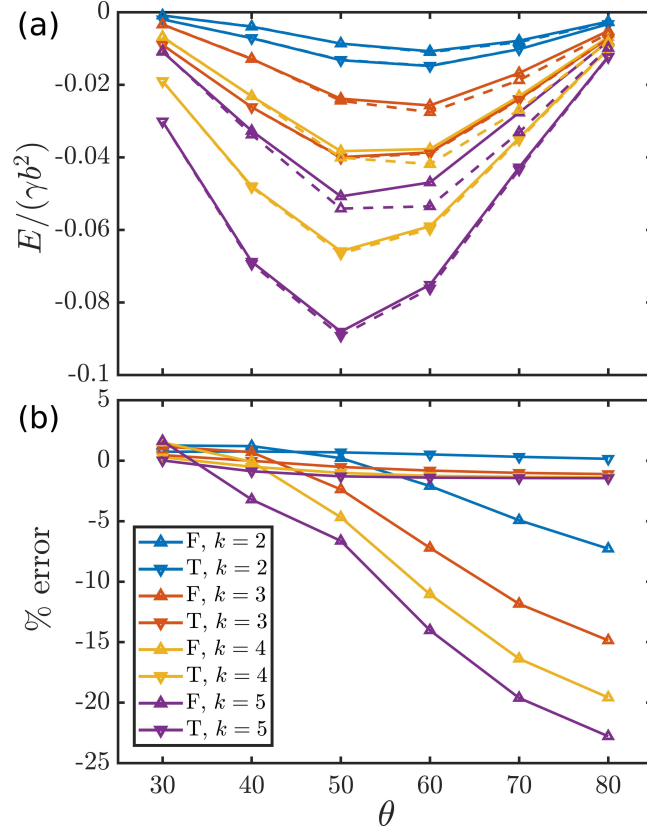 (a)
0
-0.02
-0.04
-0.06
-0.08
-0.1
E/(γb²)
(b)
5
0
-5
-10
-15
-20
-25
% error
F, k = 2
T, k = 2
F, k = 3
T, k = 3
F, k = 4
T, k = 4
F, k = 5
T, k = 5
30 40 50 60 70 80
θ